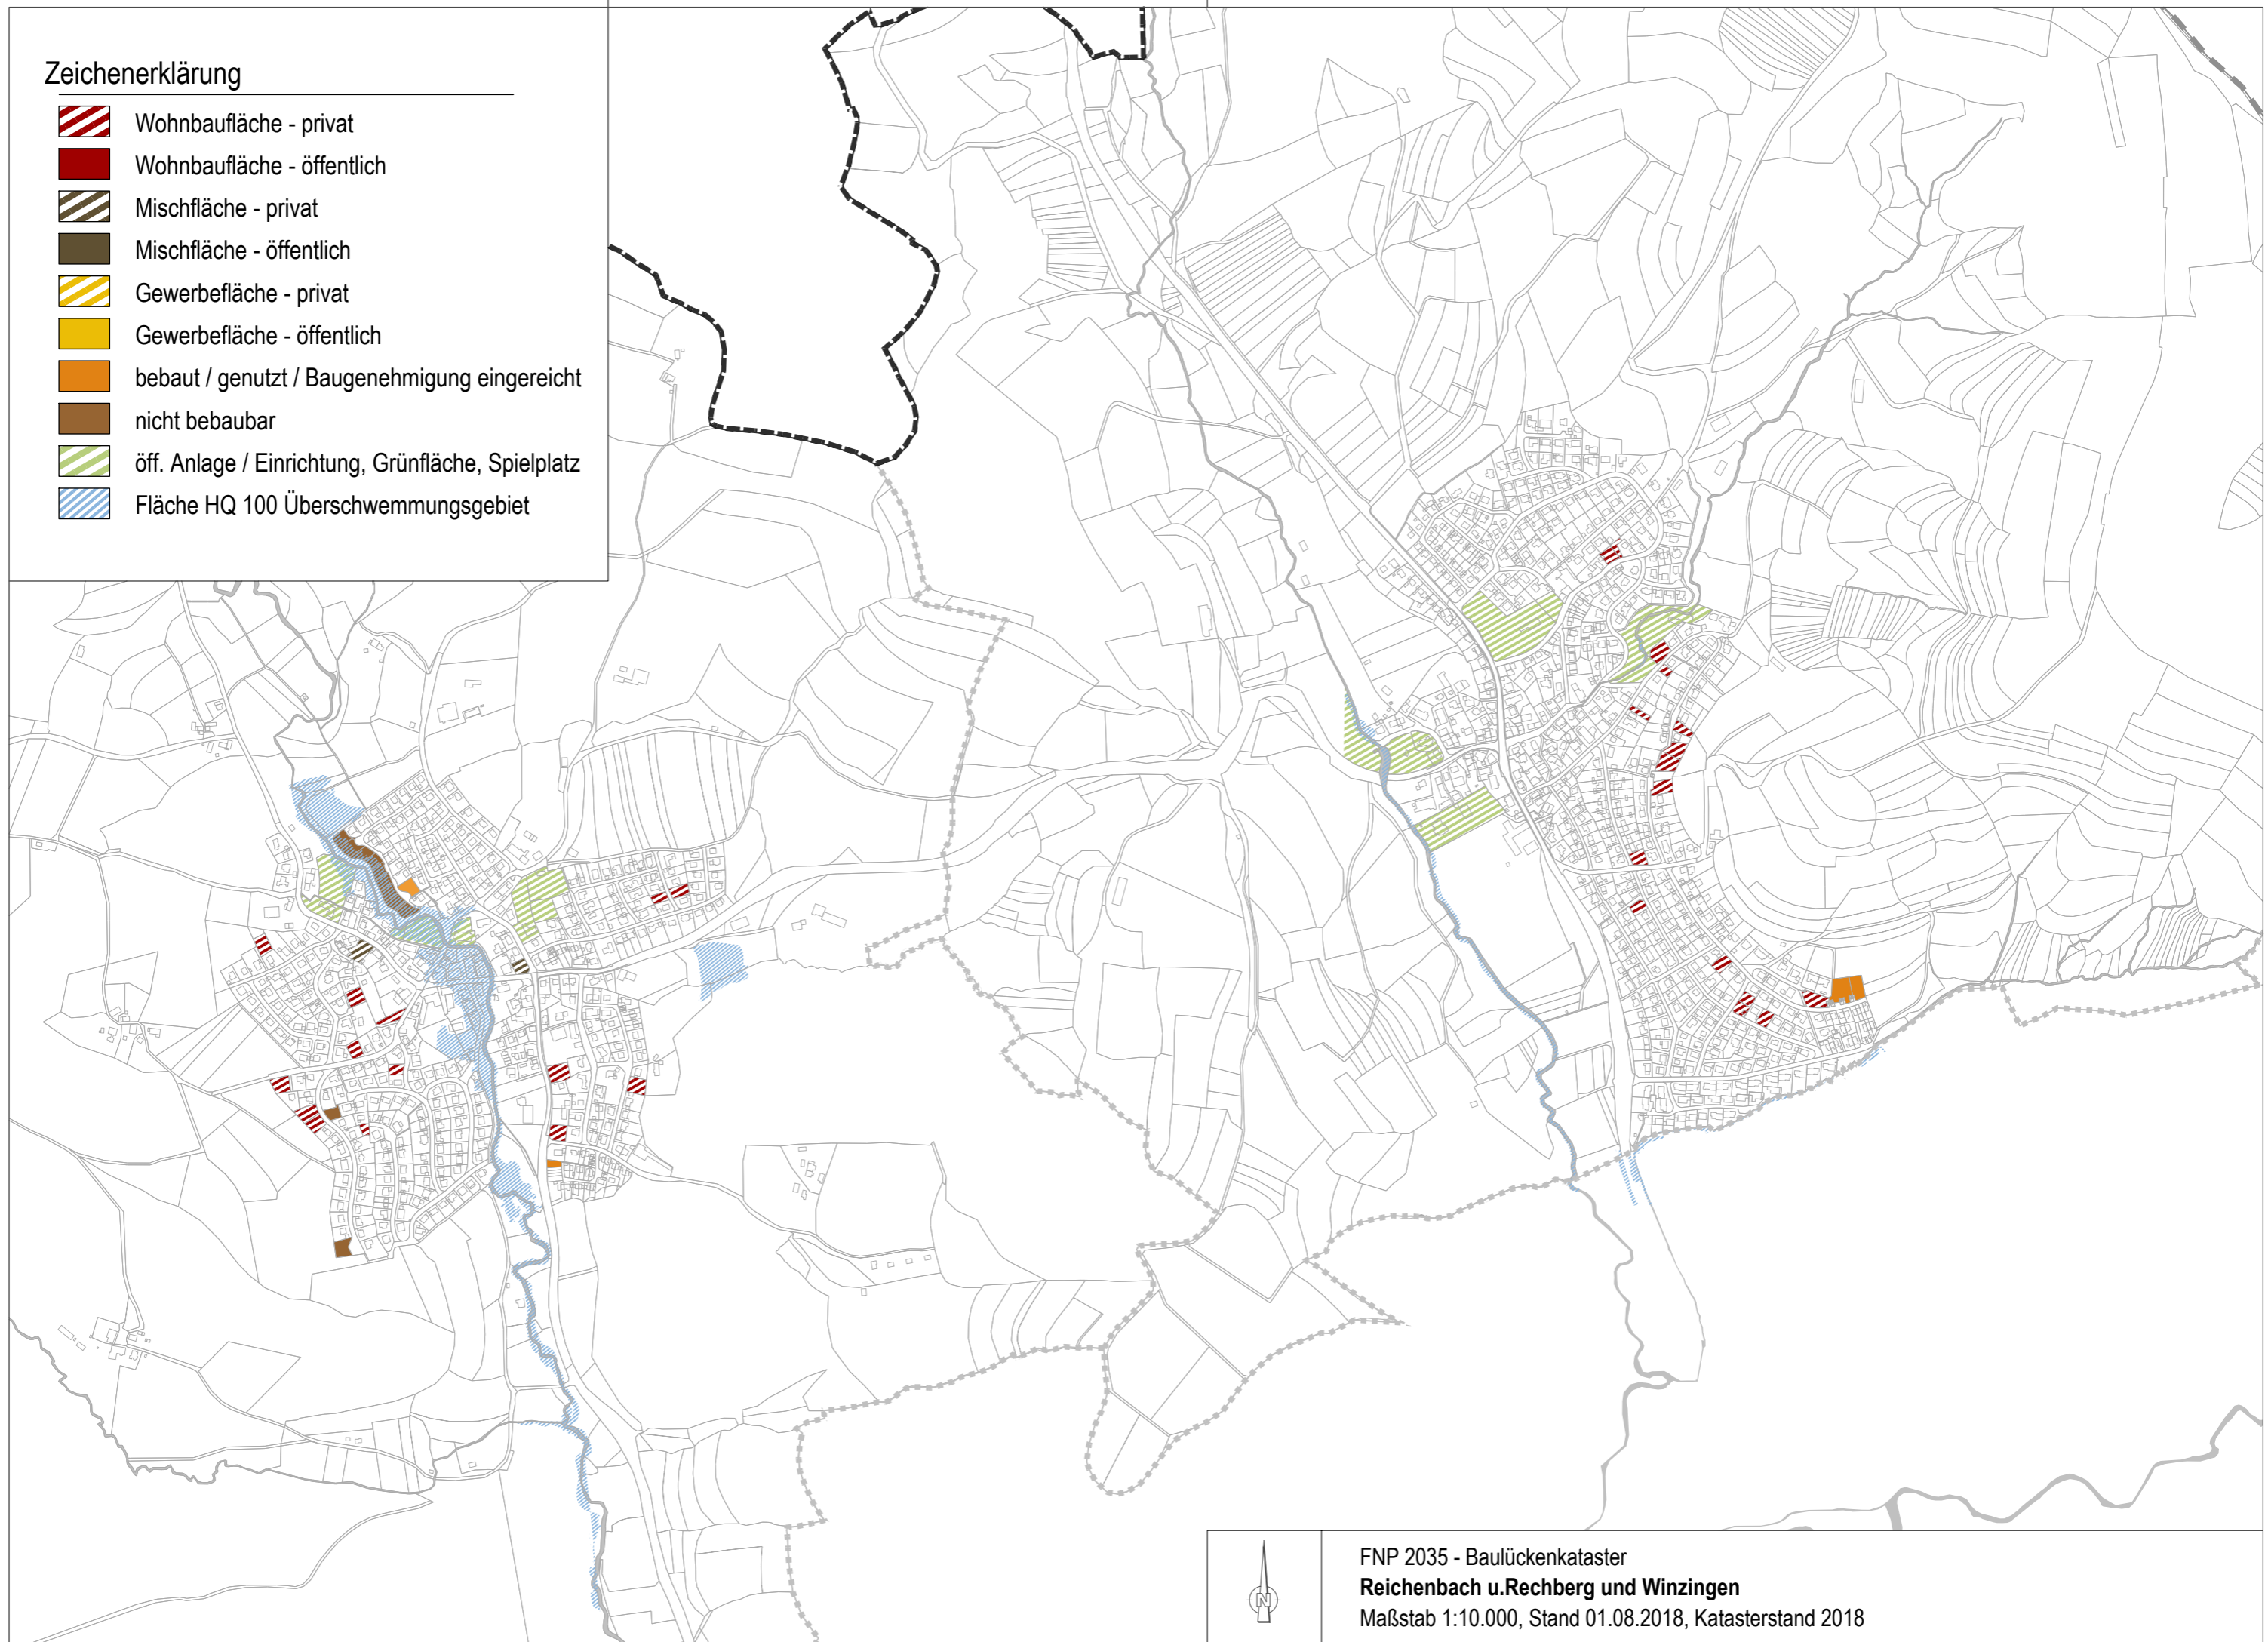 Zeichenerklärung
Wohnbaufläche - privat
Wohnbaufläche - öffentlich
Mischfläche - privat
Mischfläche - öffentlich
Gewerbefläche - privat
Gewerbefläche - öffentlich
bebaut / genutzt / Baugenehmigung eingereicht
nicht bebaubar
öff. Anlage / Einrichtung, Grünfläche, Spielplatz
Fläche HQ 100 Überschwemmungsgebiet
N
FNP 2035 - Baulückenkataster
Reichenbach u.Rechberg und Winzingen
Maßstab 1:10.000, Stand 01.08.2018, Katasterstand 2018